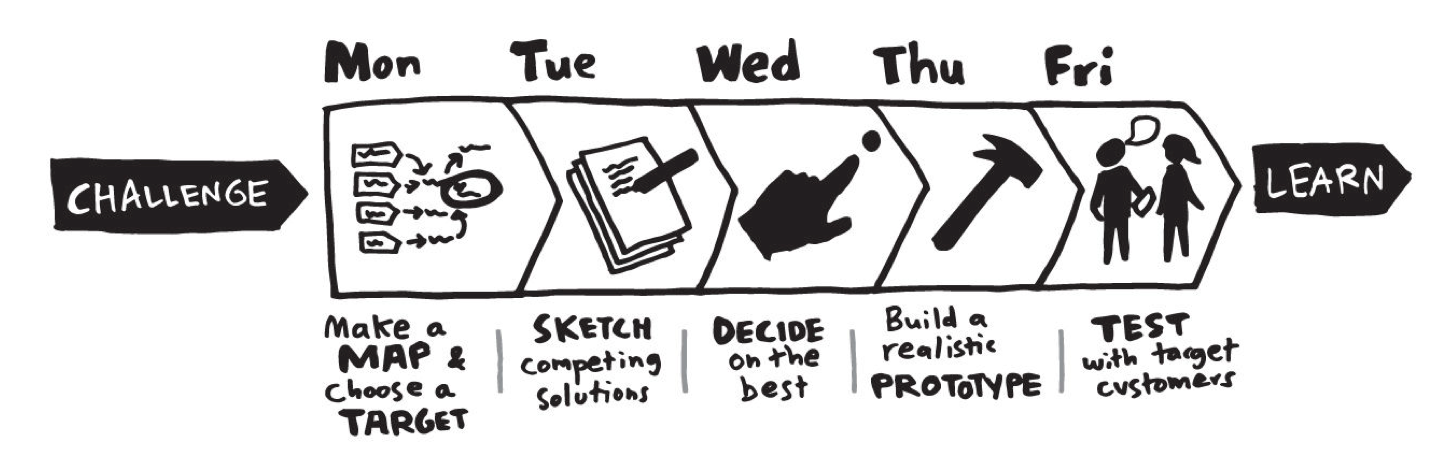 Mon
Tue
Wed
Thu
Fri
CHALLENGE
LEARN
Make a
MAP &
choose a
TARGET
SKETCH
competing
solutions
DECIDE
on the
best
Build a
realistic
PROTOTYPE
TEST
with target
customers